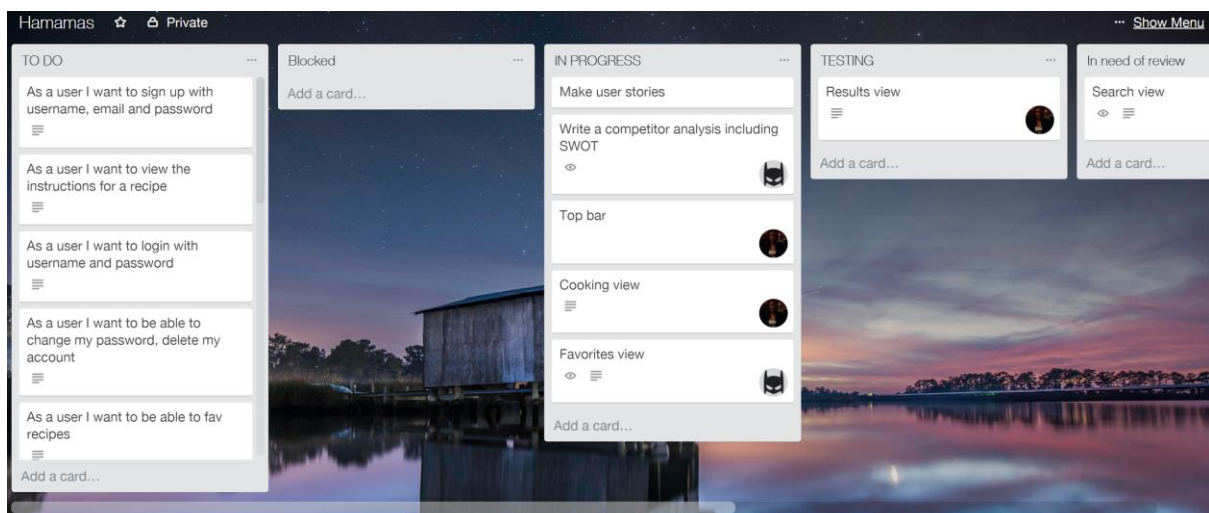 Hamamas
Private
... Show Menu
TO DO
As a user I want to sign up with
username, email and password
As a user I want to view the
instructions for a recipe
As a user I want to login with
username and password
As a user I want to be able to
change my password, delete my
account
As a user I want to be able to fav
recipes
Add a card...
Blocked
Add a card...
IN PROGRESS
Make user stories
Write a competitor analysis including
SWOT
Top bar
Cooking view
Favorites view
Add a card...
TESTING
Results view
Add a card...
In need of review
Search view
Add a card...